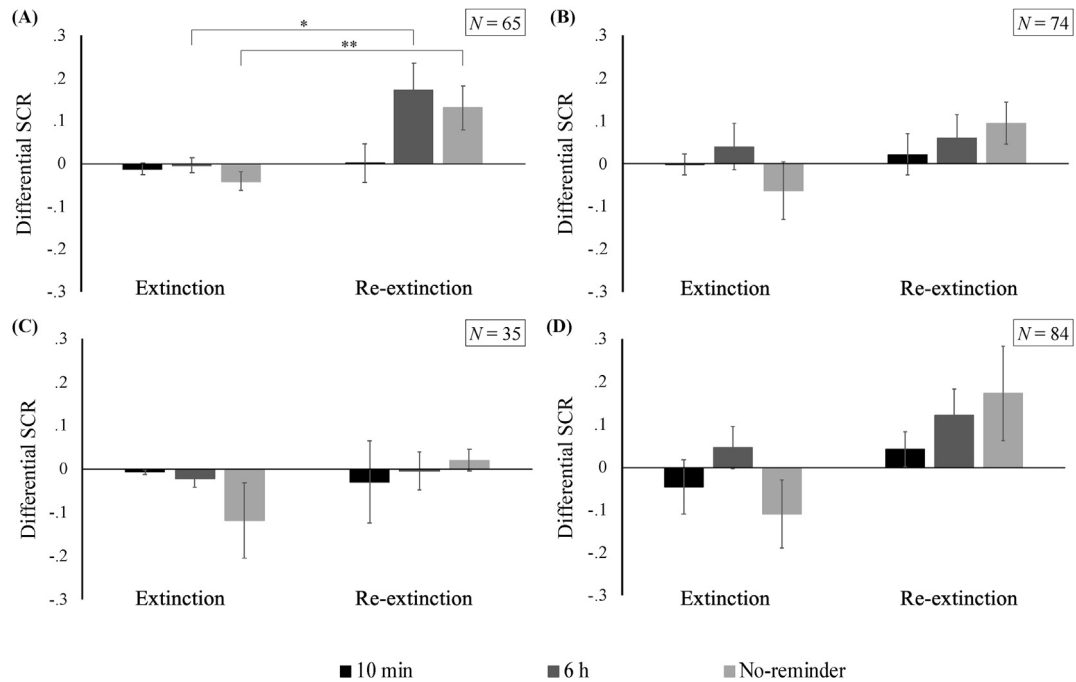 (A)
N = 65
*
**
.3
.2
.1
0
-.1
-.2
-.3
Differential SCR
Extinction
Re-extinction
(B)
N = 74
.3
.2
.1
0
-.1
-.2
-.3
Differential SCR
Extinction
Re-extinction
(C)
N = 35
.3
.2
.1
0
-.1
-.2
-.3
Differential SCR
Extinction
Re-extinction
(D)
N = 84
.3
.2
.1
0
-.1
-.2
-.3
Differential SCR
Extinction
Re-extinction
10 min
6 h
No-reminder